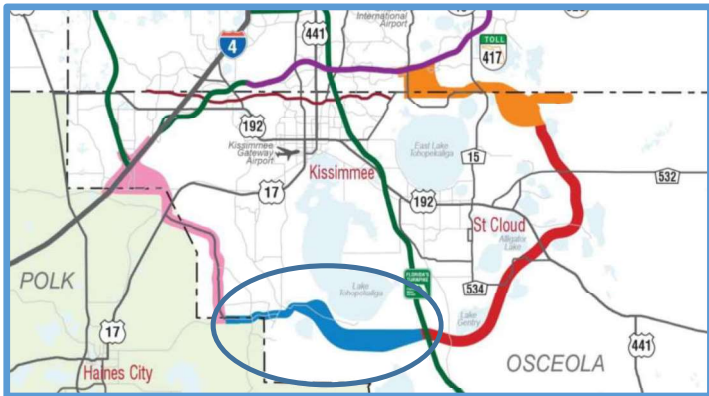 International
Airport
441
4
TOLL
417
192
Kissimmee
Gateway
Airport
East Lake
Tohopekaliga
15
532
Kissimmee
17
192
St Cloud
Alligator
Lake
POLK
Lake
Tohopekaliga
FLORIDA'S
TURNPIKE
534
Lake
Gentry
17
441
OSCEOLA
Haines City